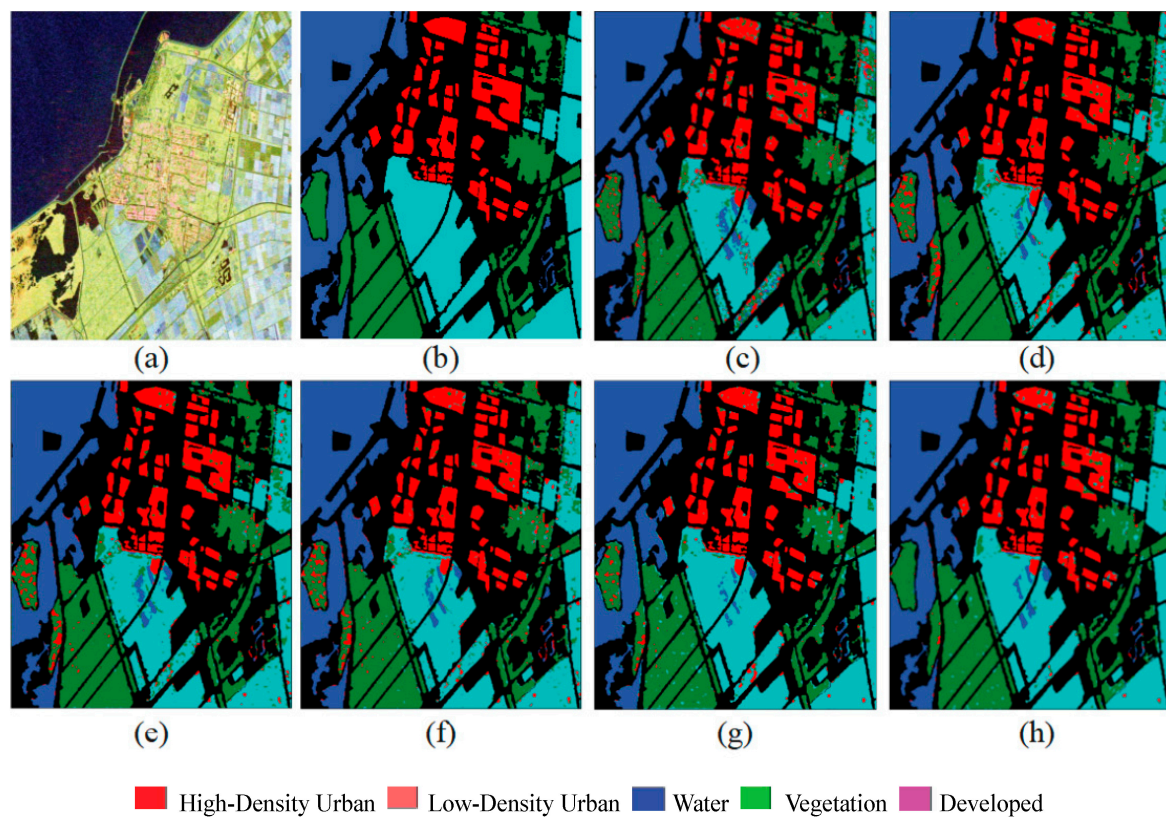 (a) (b) (c) (d)
(e) (f) (g) (h)
High-Density Urban Low-Density Urban Water Vegetation Developed